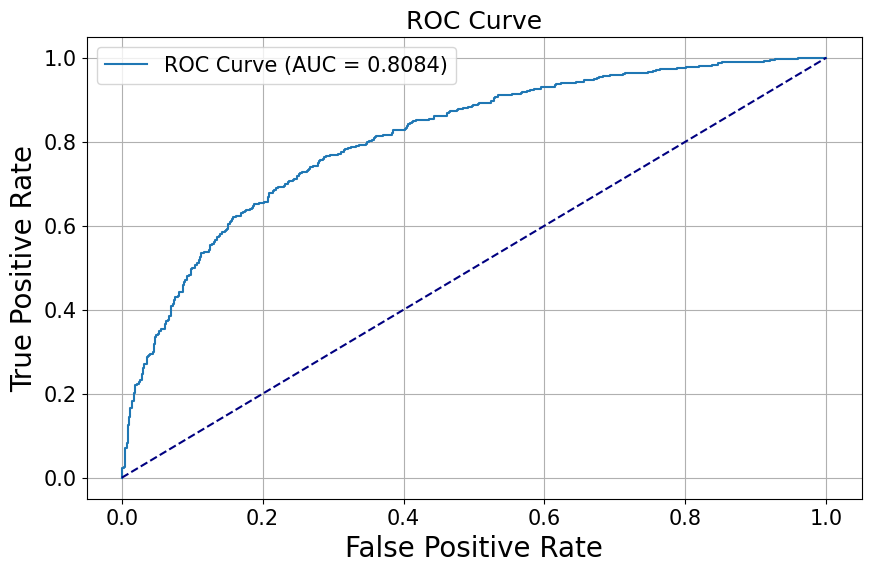 ROC Curve
ROC Curve (AUC = 0.8084)
1.0
0.8
0.6
0.4
0.2
0.0
True Positive Rate
0.0 0.2 0.4 0.6 0.8 1.0
False Positive Rate